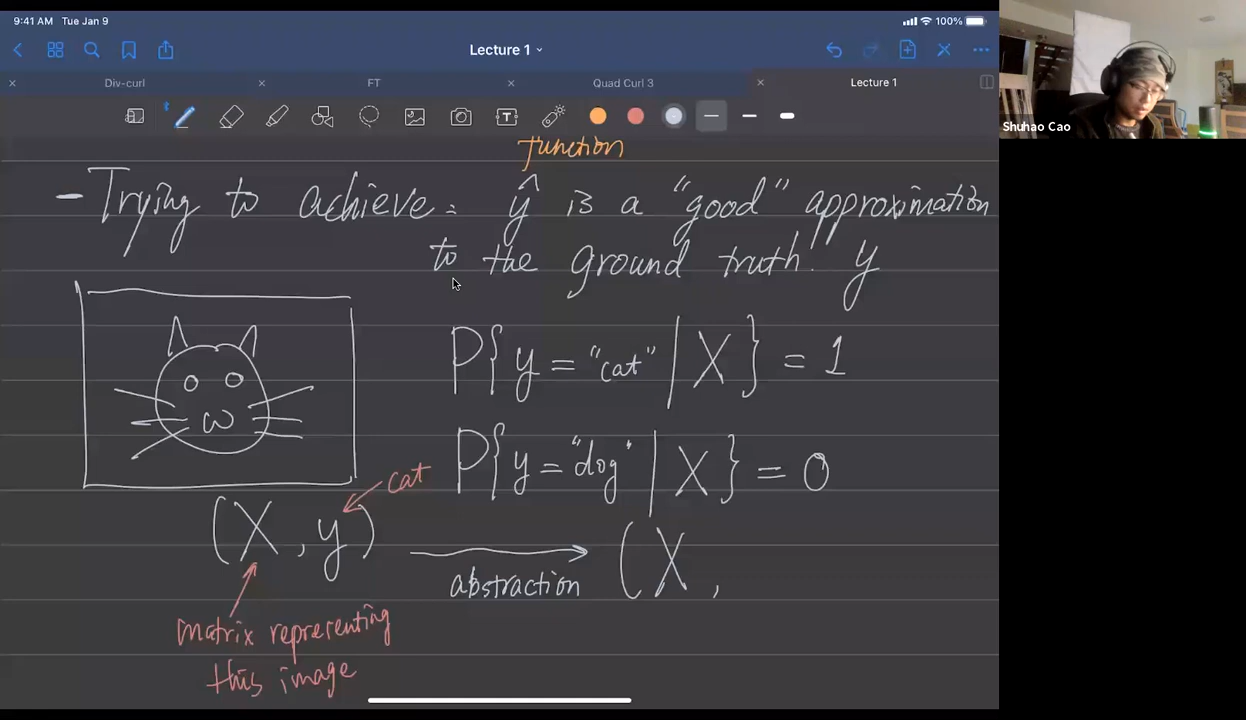 9:41 AM Tue Jan 9
100%
Lecture 1
Div-curl
FT
Quad Curl 3
Lecture 1
Shuhao Cao
function
- Trying to achieve: ŷ is a "good" approximation
to the ground truth! y
P{ y = "cat" | X } = 1
P{ y = "dog" | X } = 0
cat
(X, y)
abstraction
(X,
matrix representing
this image